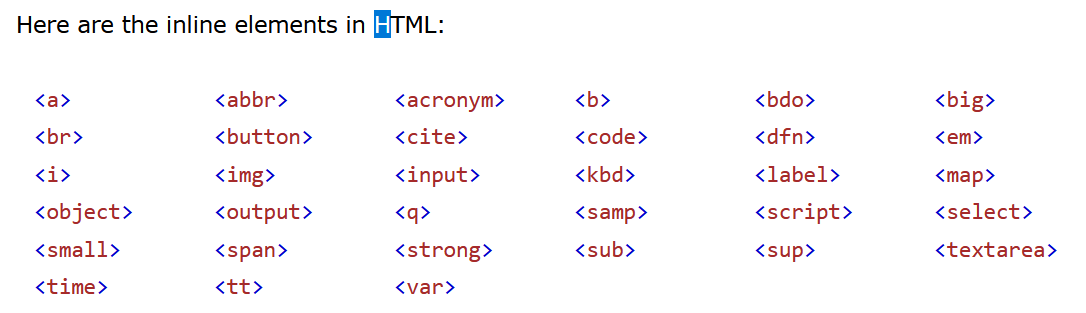 Here are the inline elements in HTML:
<a> <abbr> <acronym> <b> <bdo> <big>
<br> <button> <cite> <code> <dfn> <em>
<i> <img> <input> <kbd> <label> <map>
<object> <output> <q> <samp> <script> <select>
<small> <span> <strong> <sub> <sup> <textarea>
<time> <tt> <var>